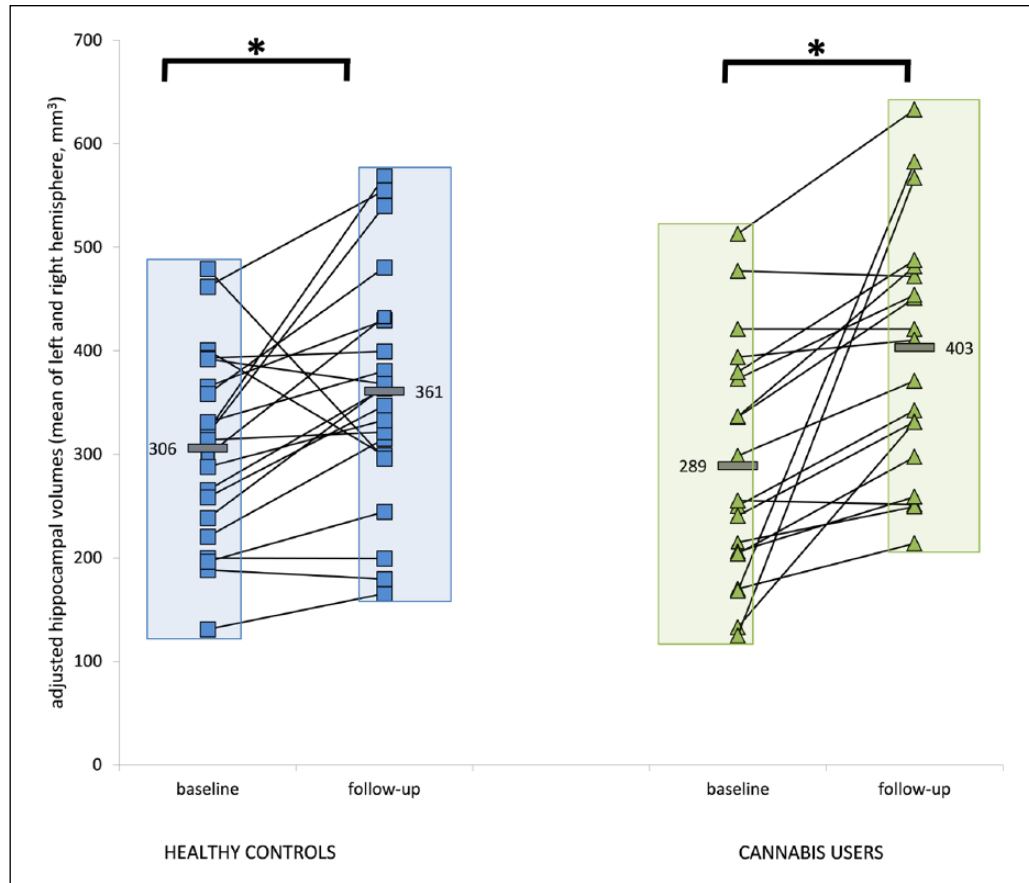 adjusted hippocampal volumes (mean of left and right hemisphere, mm³)
700
600
500
400
300
200
100
0
*
306
361
*
289
403
baseline
follow-up
baseline
follow-up
HEALTHY CONTROLS
CANNABIS USERS